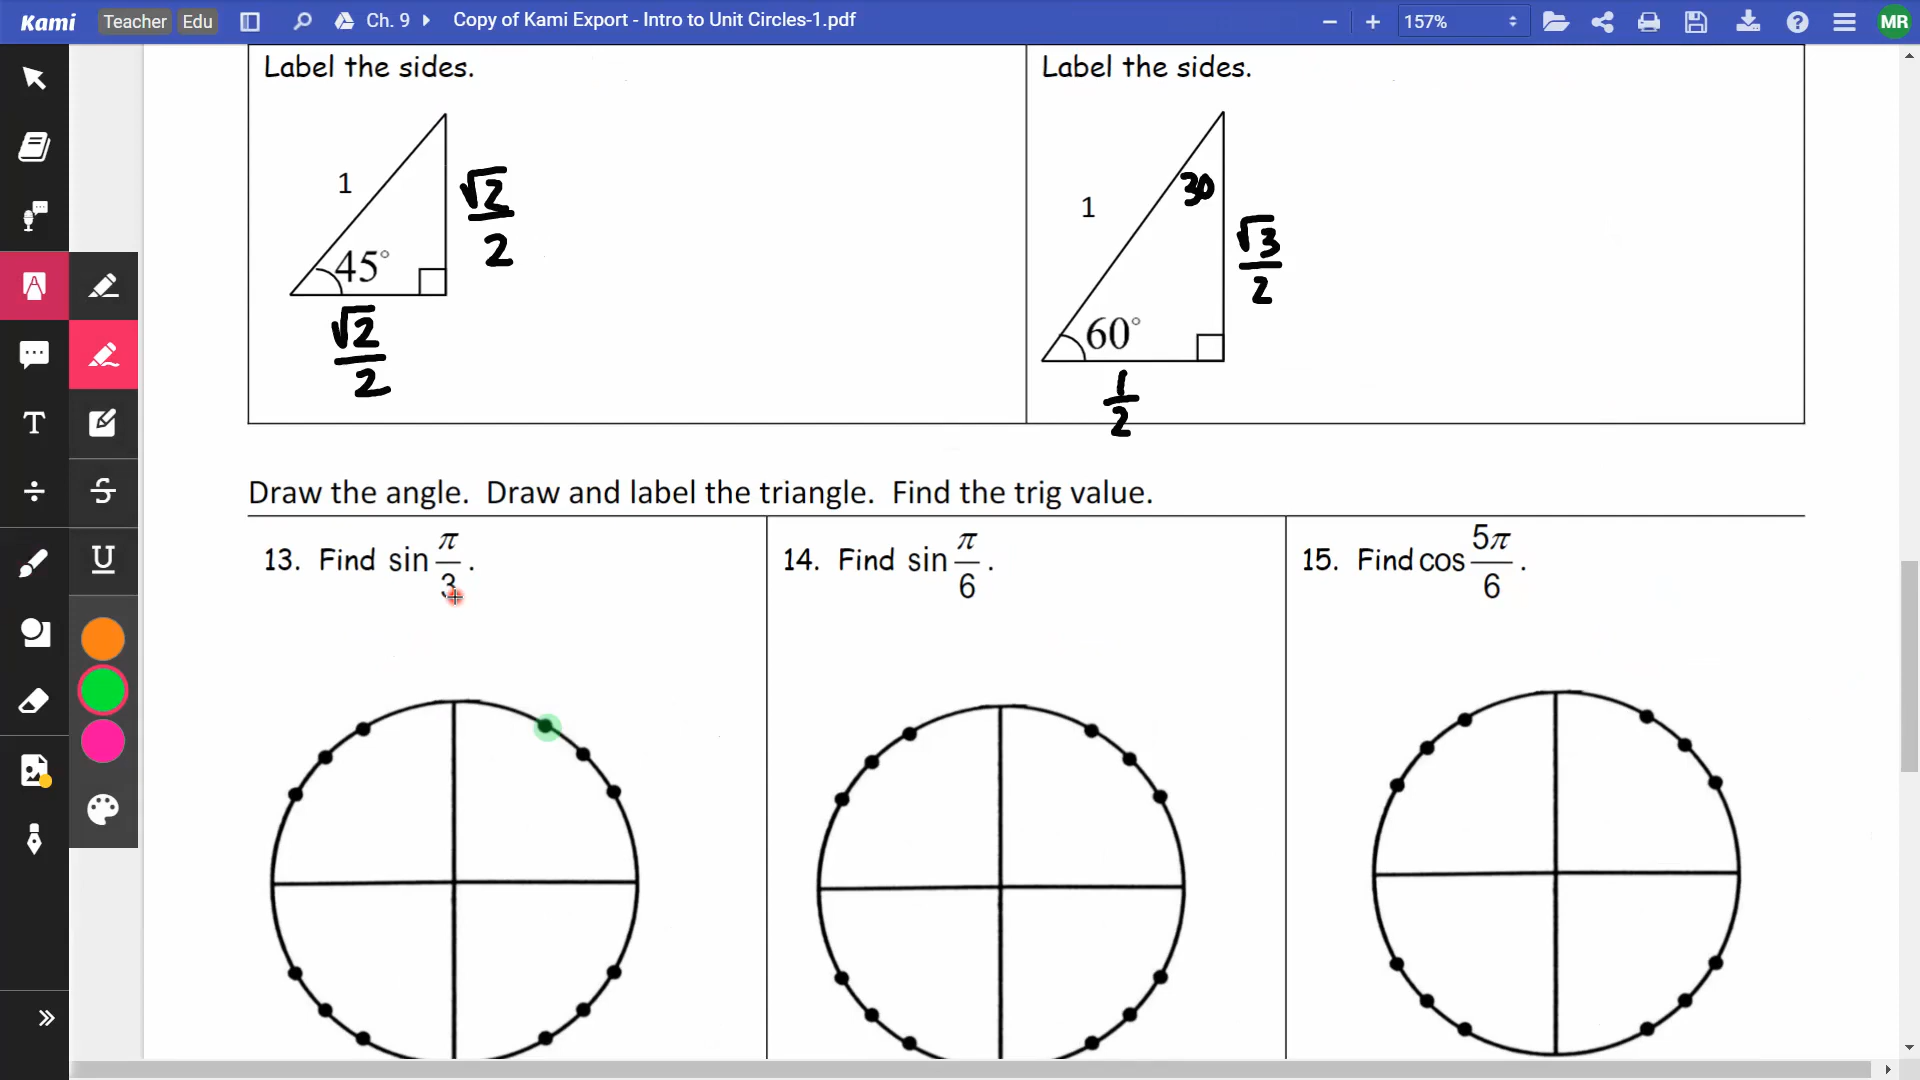 Kami Teacher Edu Ch. 9 Copy of Kami Export - Intro to Unit Circles-1.pdf 157% MR
Label the sides.
1
45°
√2/2
√2/2
Label the sides.
1
30
60°
√3/2
1/2
Draw the angle. Draw and label the triangle. Find the trig value.
13. Find sin π/3.
14. Find sin π/6.
15. Find cos 5π/6.